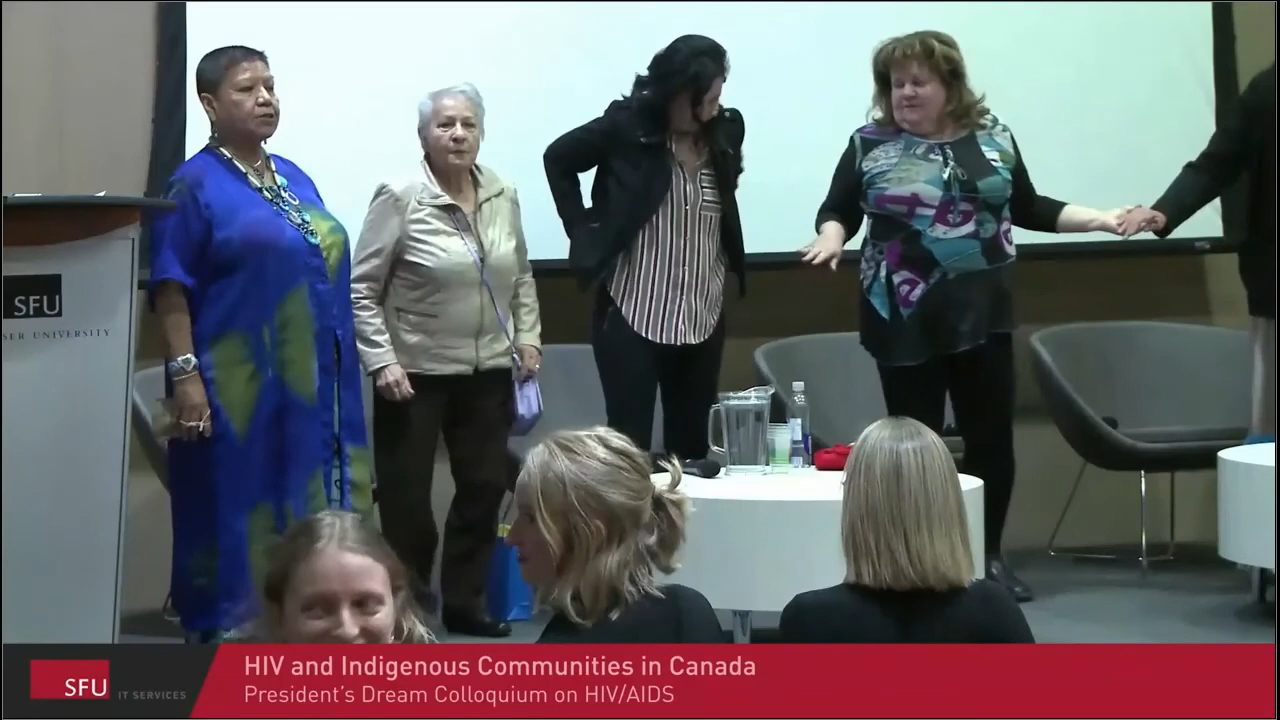 SFU
SER UNIVERSITY
SFU IT SERVICES
HIV and Indigenous Communities in Canada
President's Dream Colloquium on HIV/AIDS